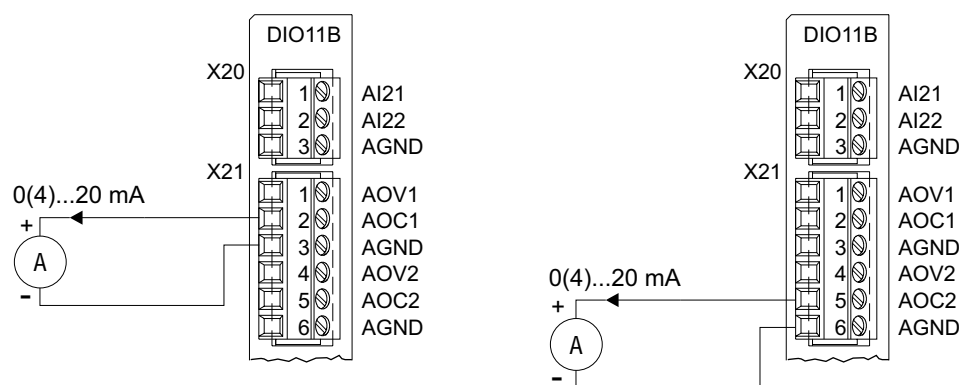 DIO11B
X20
1 AI21
2 AI22
3 AGND
X21
1 AOV1
2 AOC1
3 AGND
4 AOV2
5 AOC2
6 AGND
0(4)...20 mA
+
A
-
DIO11B
X20
1 AI21
2 AI22
3 AGND
X21
1 AOV1
2 AOC1
3 AGND
4 AOV2
5 AOC2
6 AGND
0(4)...20 mA
+
A
-